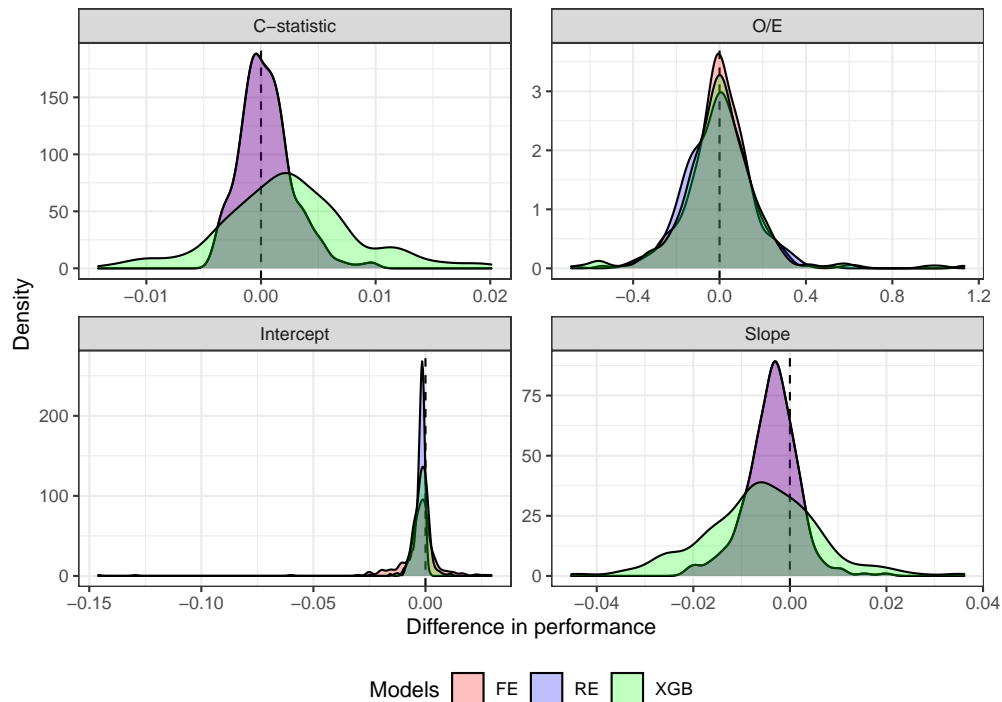 C−statistic
O/E
150
100
50
0
3
2
1
0
−0.01 0.00 0.01 0.02
−0.4 0.0 0.4 0.8 1.2
Density
Intercept
Slope
200
100
0
75
50
25
0
−0.15 −0.10 −0.05 0.00
−0.04 −0.02 0.00 0.02 0.04
Difference in performance
Models FE RE XGB